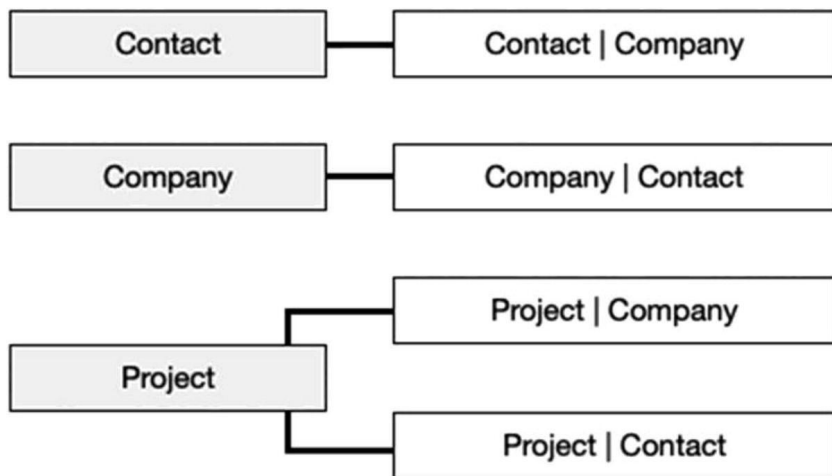 Contact
Contact | Company
Company
Company | Contact
Project | Company
Project
Project | Contact